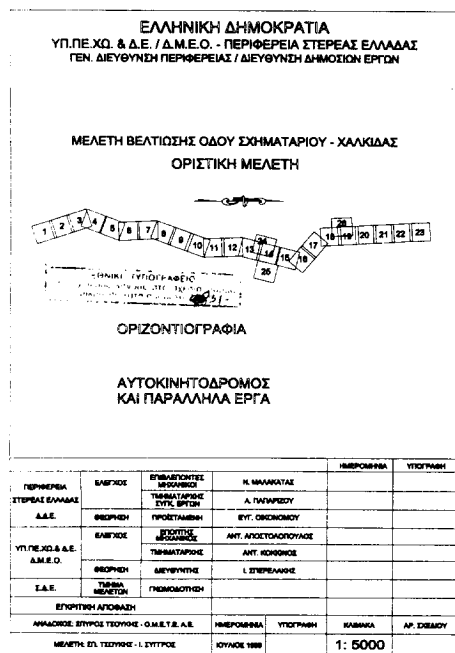 ΕΛΛΗΝΙΚΗ ΔΗΜΟΚΡΑΤΙΑ
ΥΠ.ΠΕ.ΧΩ. & Δ.Ε. / Δ.Μ.Ε.Ο. - ΠΕΡΙΦΕΡΕΙΑ ΣΤΕΡΕΑΣ ΕΛΛΑΔΑΣ
ΓΕΝ. ΔΙΕΥΘΥΝΣΗ ΠΕΡΙΦΕΡΕΙΑΣ / ΔΙΕΥΘΥΝΣΗ ΔΗΜΟΣΙΩΝ ΕΡΓΩΝ
ΜΕΛΕΤΗ ΒΕΛΤΙΩΣΗΣ ΟΔΟΥ ΣΧΗΜΑΤΑΡΙΟΥ - ΧΑΛΚΙΔΑΣ
ΟΡΙΣΤΙΚΗ ΜΕΛΕΤΗ
1 2 3 4 5 6 7 8 9 10 11 12 13 24 14 25 15 16 17 18 19 20 21 22 23
ΕΘΝΙΚΟ ΤΥΠΟΓΡΑΦΕΙΟ
ΟΡΙΖΟΝΤΙΟΓΡΑΦΙΑ
ΑΥΤΟΚΙΝΗΤΟΔΡΟΜΟΣ
ΚΑΙ ΠΑΡΑΛΛΗΛΑ ΕΡΓΑ
ΗΜΕΡΟΜΗΝΙΑ ΥΠΟΓΡΑΦΗ
ΠΕΡΙΦΕΡΕΙΑ
ΣΤΕΡΕΑΣ ΕΛΛΑΔΑΣ
Δ.Δ.Ε.
ΕΛΕΓΧΟΣ ΕΠΙΒΛΕΠΟΝΤΕΣ ΜΗΧΑΝΙΚΟΙ Ν. ΜΑΛΑΚΑΤΑΣ
ΤΜΗΜΑΤΑΡΧΗΣ ΣΥΓΚ. ΕΡΓΩΝ Λ. ΠΑΠΑΡΙΖΟΥ
ΘΕΩΡΗΣΗ ΠΡΟΪΣΤΑΜΕΝΗ ΕΥΓ. ΟΙΚΟΝΟΜΟΥ
ΥΠ.ΠΕ.ΧΩ.& Δ.Ε.
Δ.Μ.Ε.Ο.
ΕΛΕΓΧΟΣ ΕΠΟΠΤΗΣ ΜΗΧΑΝΙΚΟΣ ΑΝΤ. ΑΠΟΣΤΟΛΟΠΟΥΛΟΣ
ΤΜΗΜΑΤΑΡΧΗΣ ΑΝΤ. ΚΟΚΙΟΝΟΣ
ΘΕΩΡΗΣΗ ΔΙΕΥΘΥΝΤΗΣ Ι. ΣΠΕΡΕΛΑΚΗΣ
Σ.Δ.Ε. ΤΜΗΜΑ ΜΕΛΕΤΩΝ ΓΝΩΜΟΔΟΤΗΣΗ
ΕΓΚΡΙΤΙΚΗ ΑΠΟΦΑΣΗ
ΑΝΑΔΟΧΟΣ: ΣΠΥΡΟΣ ΤΣΟΥΚΗΣ - Ο.Μ.Ε.Τ.Ε. Α.Ε. ΗΜΕΡΟΜΗΝΙΑ ΥΠΟΓΡΑΦΗ ΚΛΙΜΑΚΑ ΑΡ. ΣΧΕΔΙΟΥ
ΜΕΛΕΤΗ: ΣΠ. ΤΣΟΥΚΗΣ - Ι. ΣΥΓΓΡΟΣ ΙΟΥΛΙΟΣ 1: 5000